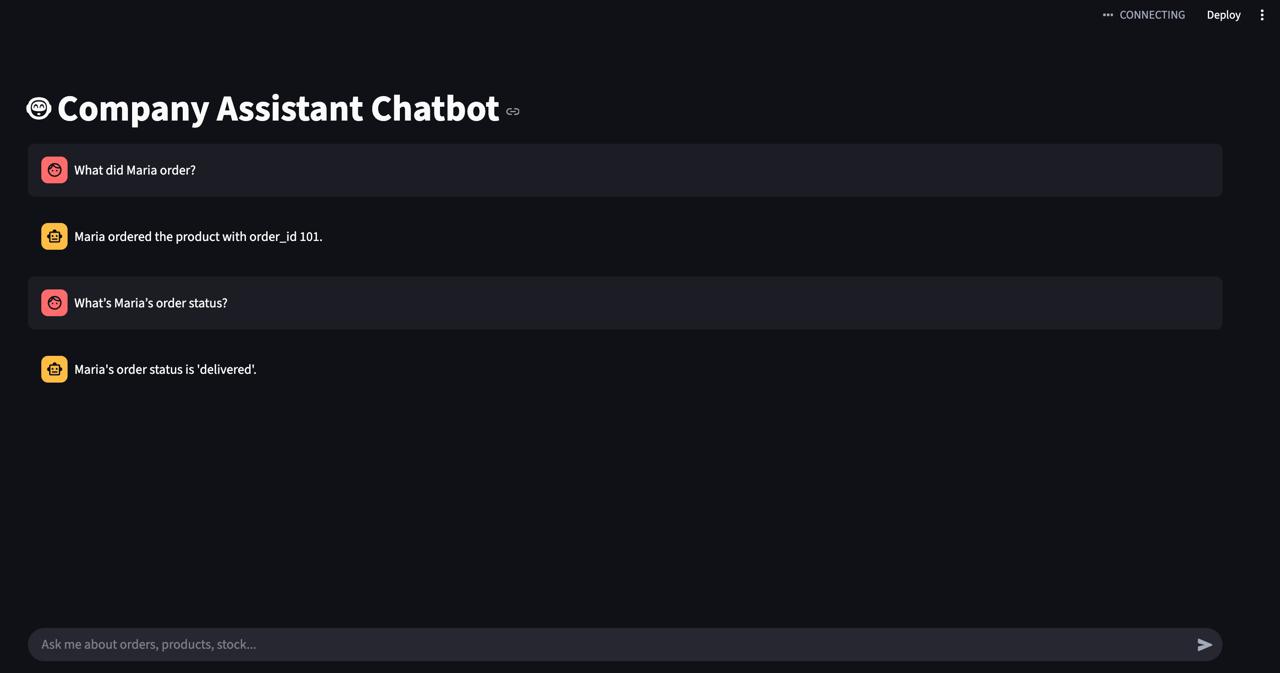 CONNECTING Deploy
Company Assistant Chatbot
What did Maria order?
Maria ordered the product with order_id 101.
What’s Maria’s order status?
Maria's order status is 'delivered'.
Ask me about orders, products, stock...